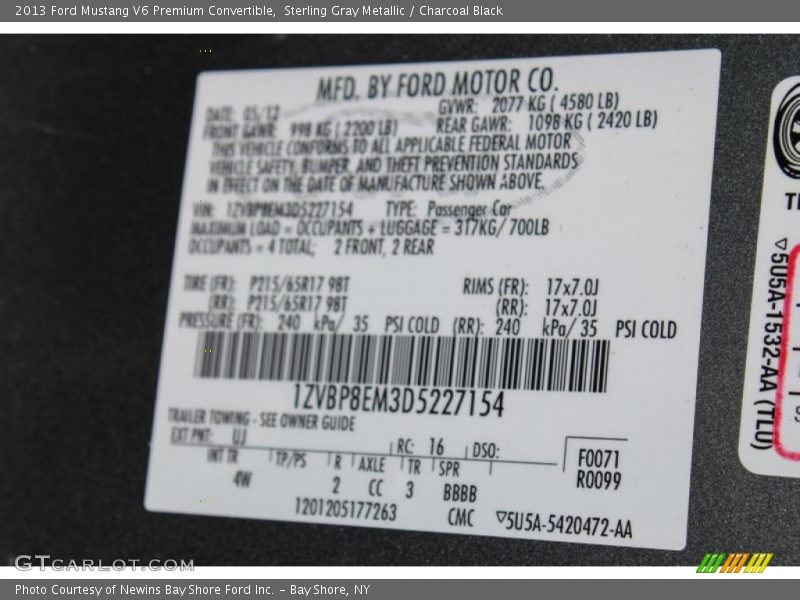 2013 Ford Mustang V6 Premium Convertible, Sterling Gray Metallic / Charcoal Black
MFD. BY FORD MOTOR CO.
DATE: 05/12 GVWR: 2077 KG ( 4580 LB)
FRONT GAWR: 998 KG ( 2200 LB) REAR GAWR: 1098 KG ( 2420 LB)
THIS VEHICLE CONFORMS TO ALL APPLICABLE FEDERAL MOTOR
VEHICLE SAFETY, BUMPER, AND THEFT PREVENTION STANDARDS
IN EFFECT ON THE DATE OF MANUFACTURE SHOWN ABOVE.
VIN: 1ZVBP8EM3D5227154 TYPE: Passenger Car
MAXIMUM LOAD = OCCUPANTS + LUGGAGE = 317KG/ 700LB
OCCUPANTS = 4 TOTAL; 2 FRONT, 2 REAR
TIRE (FR): P215/65R17 98T RIMS (FR): 17x7.0J
(RR): P215/65R17 98T (RR): 17x7.0J
PRESSURE (FR): 240 kPa/ 35 PSI COLD (RR): 240 kPa/ 35 PSI COLD
1ZVBP8EM3D5227154
TRAILER TOWING - SEE OWNER GUIDE
EXT PNT: UJ RC: 16 DSO: F0071
INT TR TP/PS R AXLE TR SPR R0099
4W 2 CC 3 BBBB
1201205177263 CMC ▽5U5A-5420472-AA
▽5U5A-1532-AA (TLU)
GTCARLOT.COM
Photo Courtesy of Newins Bay Shore Ford Inc. – Bay Shore, NY